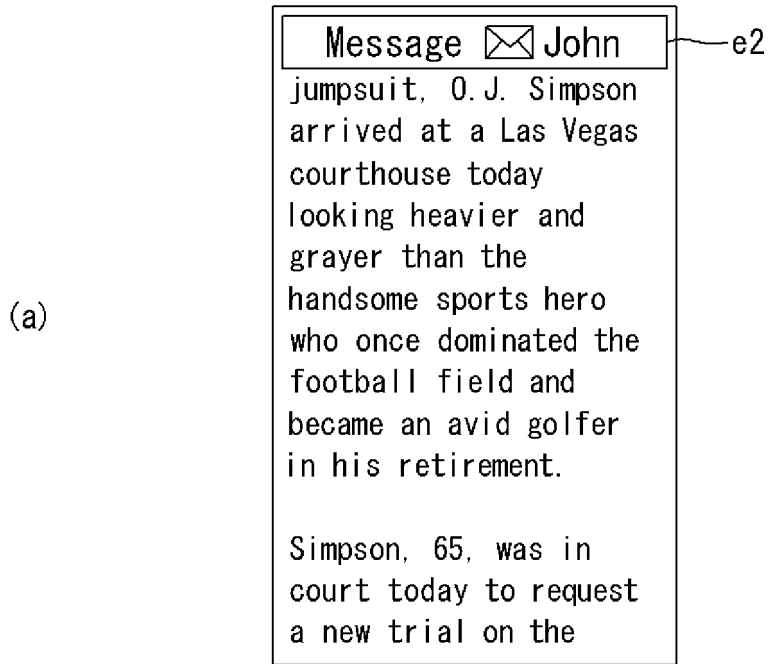 Message John e2
jumpsuit, O.J. Simpson
arrived at a Las Vegas
courthouse today
looking heavier and
grayer than the
(a)
handsome sports hero
who once dominated the
football field and
became an avid golfer
in his retirement.
Simpson, 65, was in
court today to request
a new trial on the